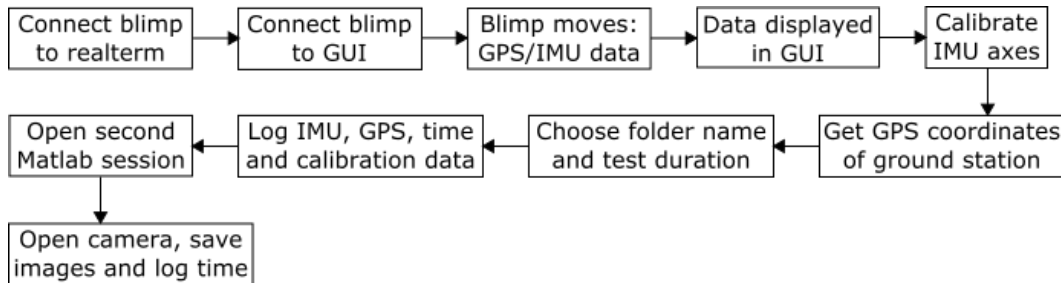 Connect blimp
to realterm
Connect blimp
to GUI
Blimp moves:
GPS/IMU data
Data displayed
in GUI
Calibrate
IMU axes
Get GPS coordinates
of ground station
Choose folder name
and test duration
Log IMU, GPS, time
and calibration data
Open second
Matlab session
Open camera, save
images and log time